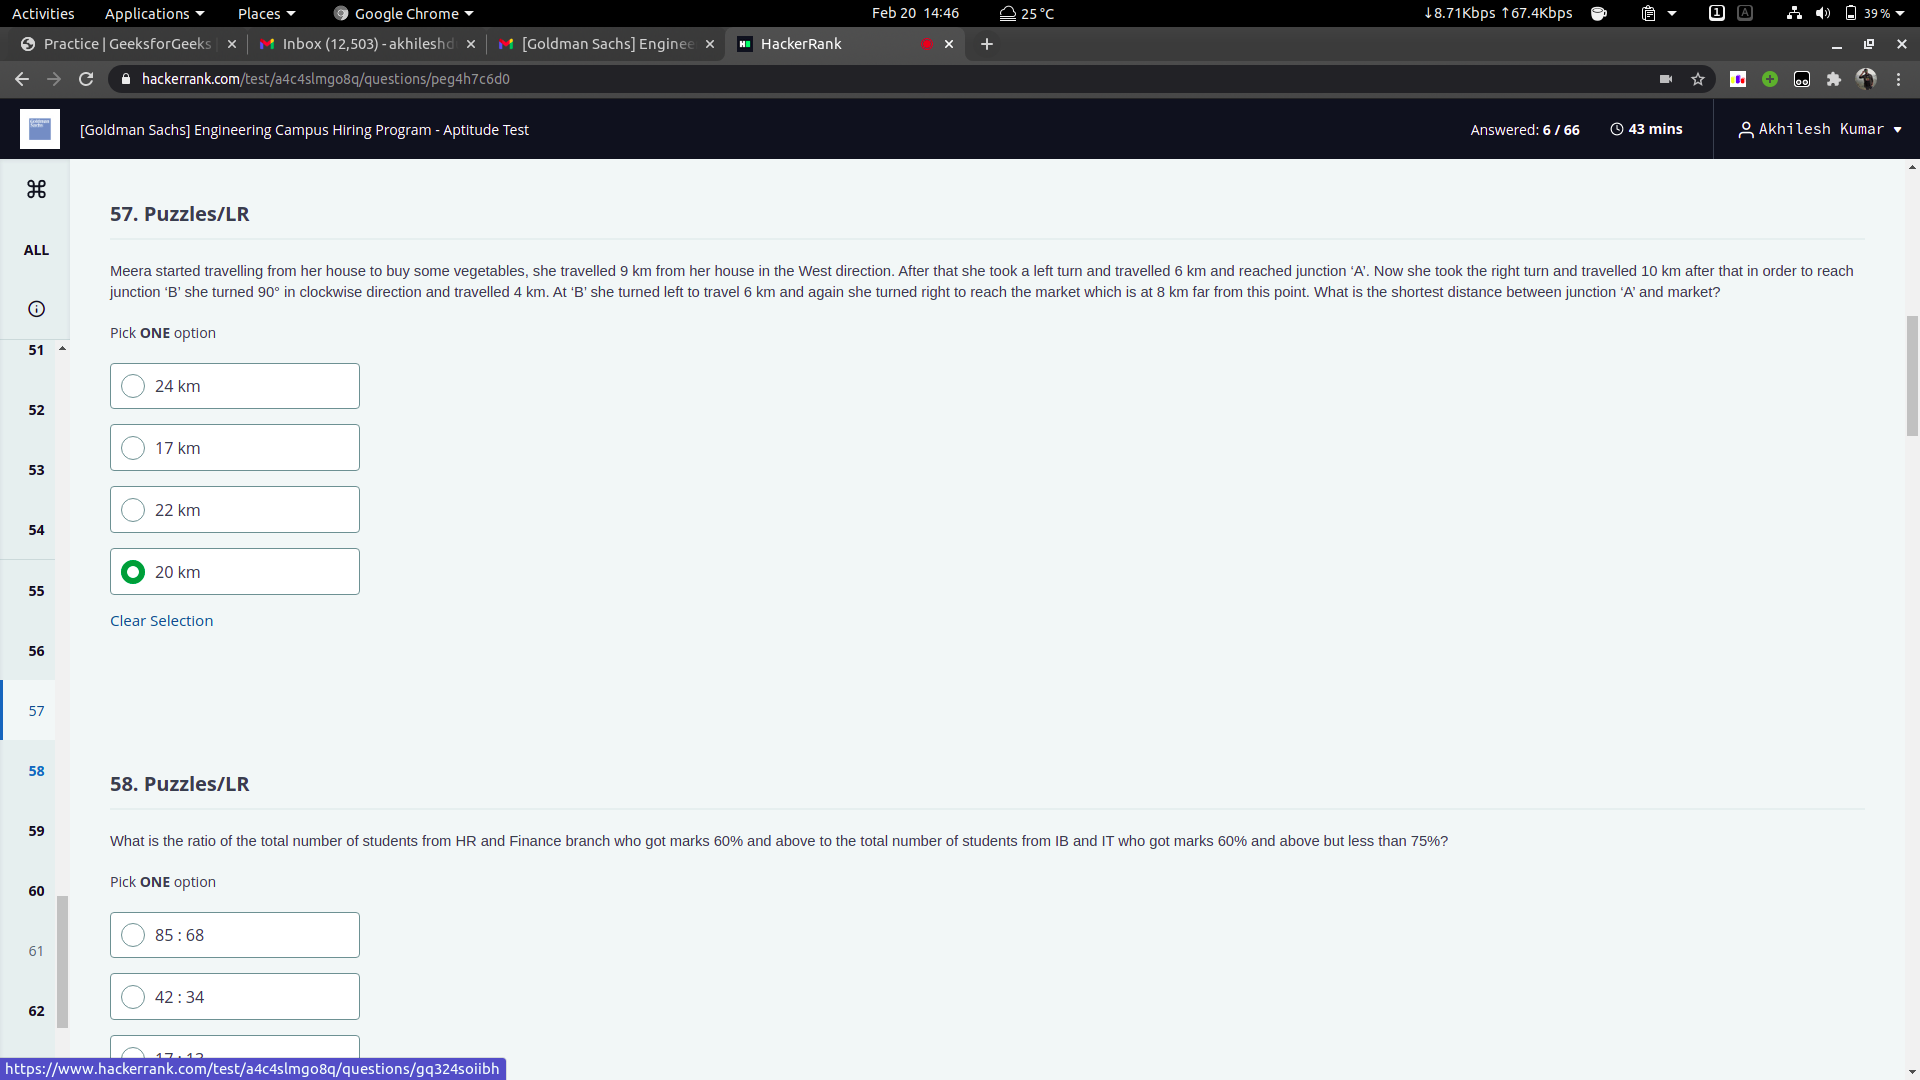 Activities Applications Places Google Chrome Feb 20 14:46 25 °C ↓8.71Kbps ↑67.4Kbps 1 A 39 %
Practice | GeeksforGeeks Inbox (12,503) - akhileshd [Goldman Sachs] Enginee HackerRank
hackerrank.com/test/a4c4slmgo8q/questions/peg4h7c6d0
[Goldman Sachs] Engineering Campus Hiring Program - Aptitude Test Answered: 6 / 66 43 mins Akhilesh Kumar
ALL
51
52
53
54
55
56
57
58
59
60
61
62
57. Puzzles/LR
Meera started travelling from her house to buy some vegetables, she travelled 9 km from her house in the West direction. After that she took a left turn and travelled 6 km and reached junction ‘A’. Now she took the right turn and travelled 10 km after that in order to reach
junction ‘B’ she turned 90° in clockwise direction and travelled 4 km. At ‘B’ she turned left to travel 6 km and again she turned right to reach the market which is at 8 km far from this point. What is the shortest distance between junction ‘A’ and market?
Pick ONE option
24 km
17 km
22 km
20 km
Clear Selection
58. Puzzles/LR
What is the ratio of the total number of students from HR and Finance branch who got marks 60% and above to the total number of students from IB and IT who got marks 60% and above but less than 75%?
Pick ONE option
85 : 68
42 : 34
https://www.hackerrank.com/test/a4c4slmgo8q/questions/gq324soiibh